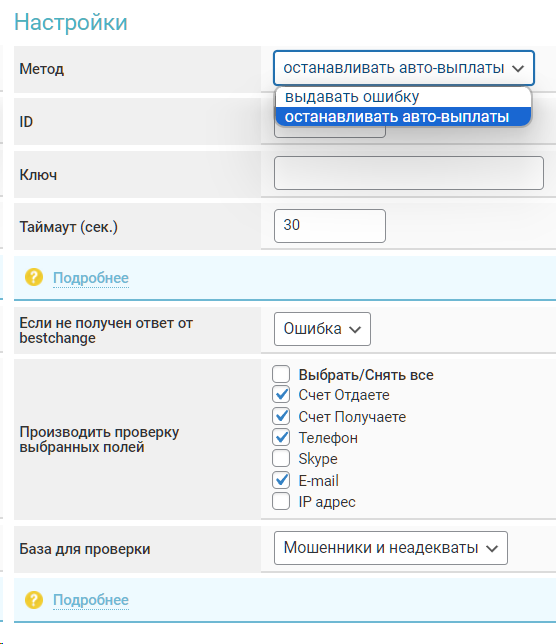 Настройки
Метод
останавливать авто-выплаты
выдавать ошибку
останавливать авто-выплаты
ID
Ключ
Таймаут (сек.)
30
? Подробнее
Если не получен ответ от
bestchange
Ошибка
Производить проверку
выбранных полей
Выбрать/Снять все
Счет Отдаете
Счет Получаете
Телефон
Skype
E-mail
IP адрес
База для проверки
Мошенники и неадекваты
? Подробнее